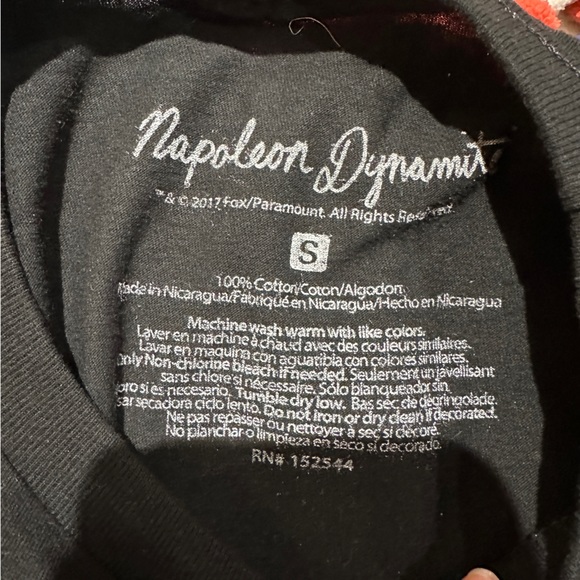 Napoleon Dynamite
™ & © 2017 Fox/Paramount. All Rights Reserved.
S
100% Cotton/Coton/Algodon
Made in Nicaragua/Fabriqué en Nicaragua/Hecho en Nicaragua
Machine wash warm with like colors.
Laver en machine à chaud avec des couleurs similaires.
Lavar en maquina con aguatibia con colores similares.
Only Non-chlorine bleach if needed. Seulement un javellisant
sans chlore si nécessaire. Sólo blanqueador sin
oro si es necesario. Tumble dry low. Bas sec de dégringolade.
sar secadora ciclo lento. Do not iron or dry clean if decorated.
Ne pas repasser ou nettoyer à sec si décoré.
No planchar o limpieza en seco si decorado.
RN# 152544